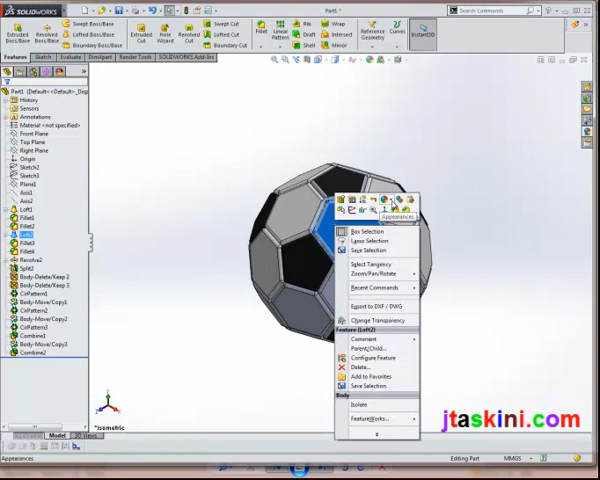 SOLIDWORKS
Part1 *
Search Commands
Extruded Boss/Base
Revolved Boss/Base
Swept Boss/Base
Lofted Boss/Base
Boundary Boss/Base
Extruded Cut
Hole Wizard
Revolved Cut
Swept Cut
Lofted Cut
Boundary Cut
Fillet
Linear Pattern
Rib
Draft
Shell
Wrap
Intersect
Mirror
Reference Geometry
Curves
Instant3D
Features Sketch Evaluate DimXpert Render Tools SOLIDWORKS Add-Ins
Part1 (Default<<Default>_Disp
History
Sensors
Annotations
Material <not specified>
Front Plane
Top Plane
Right Plane
Origin
Sketch2
Sketch3
Plane1
Axis1
Axis2
Loft1
Fillet1
Fillet2
Loft2
Fillet3
Fillet4
Revolve2
Split2
Body-Delete/Keep 2
Body-Delete/Keep 3
CirPattern1
Body-Move/Copy1
CirPattern2
Body-Move/Copy2
CirPattern3
Combine1
Body-Move/Copy3
Combine2
Appearances
Box Selection
Lasso Selection
Save Selection
Select Tangency
Zoom/Pan/Rotate
Recent Commands
Export to DXF / DWG
Change Transparency
Feature (Loft2)
Comment
Parent/Child...
Configure Feature
Delete...
Add to Favorites
Save Selection
Body
Isolate
FeatureWorks...
*Isometric
jtaskini.com
Model 3D Views
Appearances
Editing Part
MMGS